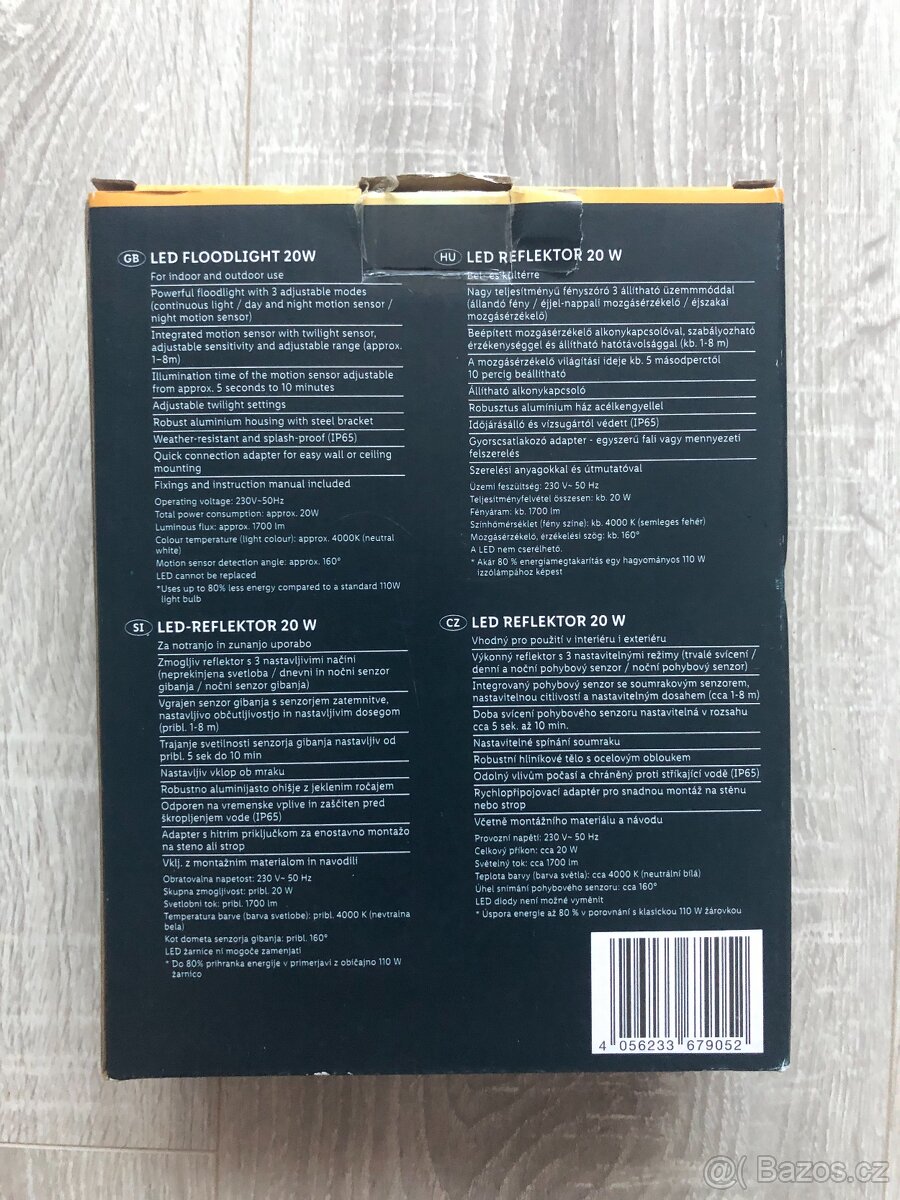 GB LED FLOODLIGHT 20W
For indoor and outdoor use
Powerful floodlight with 3 adjustable modes
(continuous light / day and night motion sensor /
night motion sensor)
Integrated motion sensor with twilight sensor,
adjustable sensitivity and adjustable range (approx.
1–8m)
Illumination time of the motion sensor adjustable
from approx. 5 seconds to 10 minutes
Adjustable twilight settings
Robust aluminium housing with steel bracket
Weather-resistant and splash-proof (IP65)
Quick connection adapter for easy wall or ceiling
mounting
Fixings and instruction manual included
Operating voltage: 230V~50Hz
Total power consumption: approx. 20W
Luminous flux: approx. 1700 lm
Colour temperature (light colour): approx. 4000K (neutral
white)
Motion sensor detection angle: approx. 160°
LED cannot be replaced
*Uses up to 80% less energy compared to a standard 110W
light bulb
HU LED REFLEKTOR 20 W
Bel- és kültérre
Nagy teljesítményű fényszóró 3 állítható üzemmmóddal
(állandó fény / éjjel-nappali mozgásérzékelő / éjszakai
mozgásérzékelő)
Beépített mozgásérzékelő alkonykapcsolóval, szabályozható
érzékenységgel és állítható hatótávolsággal (kb. 1-8 m)
A mozgásérzékelő világítási ideje kb. 5 másodperctől
10 percig beállítható
Állítható alkonykapcsoló
Robusztus alumínium ház acélkengyellel
Időjárásálló és vízsugártól védett (IP65)
Gyorscsatlakozó adapter - egyszerű fali vagy mennyezeti
felszerelés
Szerelési anyagokkal és útmutatóval
Üzemi feszültség: 230 V~ 50 Hz
Teljesítményfelvétel összesen: kb. 20 W
Fényáram: kb. 1700 lm
Színhőmérséklet (fény színe): kb. 4000 K (semleges fehér)
Mozgásérzékelő, érzékelési szög: kb. 160°
A LED nem cserélhető.
* Akár 80 % energiamegtakarítás egy hagyományos 110 W
izzólámpához képest
SI LED-REFLEKTOR 20 W
Za notranjo in zunanjo uporabo
Zmogljiv reflektor s 3 nastavljivimi načini
(neprekinjena svetloba / dnevni in nočni senzor
gibanja / nočni senzor gibanja)
Vgrajen senzor gibanja s senzorjem zatemnitve,
nastavljivo občutljivostjo in nastavljivim dosegom
(pribl. 1-8 m)
Trajanje svetilnosti senzorja gibanja nastavljiv od
pribl. 5 sek do 10 min
Nastavljiv vklop ob mraku
Robustno aluminijasto ohišje z jeklenim ročajem
Odporen na vremenske vplive in zaščiten pred
škropljenjem vode (IP65)
Adapter s hitrim priključkom za enostavno montažo
na steno ali strop
Vklj. z montažnim materialom in navodili
Obratovalna napetost: 230 V~ 50 Hz
Skupna zmogljivost: pribl. 20 W
Svetlobni tok: pribl. 1700 lm
Temperatura barve (barva svetlobe): pribl. 4000 K (nevtralna
bela)
Kot dometa senzorja gibanja: pribl. 160°
LED žarnice ni mogoče zamenjati
* Do 80% prihranka energije v primerjavi z običajno 110 W
žarnico
CZ LED REFLEKTOR 20 W
Vhodný pro použití v interiéru i exteriéru
Výkonný reflektor s 3 nastavitelnými režimy (trvalé svícení /
denní a noční pohybový senzor / noční pohybový senzor)
Integrovaný pohybový senzor se soumrakovým senzorem,
nastavitelnou citlivostí a nastavitelným dosahem (cca 1-8 m)
Doba svícení pohybového senzoru nastavitelná v rozsahu
cca 5 sek. až 10 min.
Nastavitelné spínání soumraku
Robustní hliníkové tělo s ocelovým obloukem
Odolný vlivům počasí a chráněný proti stříkající vodě (IP65)
Rychlopřipojovací adaptér pro snadnou montáž na stěnu
nebo strop
Včetně montážního materiálu a návodu
Provozní napětí: 230 V~ 50 Hz
Celkový příkon: cca 20 W
Světelný tok: cca 1700 lm
Teplota barvy (barva světla): cca 4000 K (neutrální bílá)
Úhel snímání pohybového senzoru: cca 160°
LED diody není možné vyměnit
* Úspora energie až 80 % v porovnání s klasickou 110 W žárovkou
4 056233 679052
@( Bazos.cz